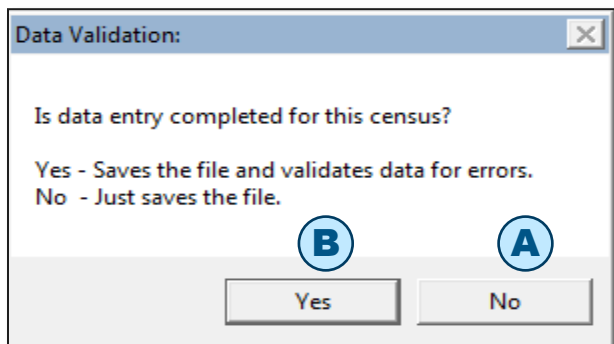 Data Validation:
Is data entry completed for this census?
Yes - Saves the file and validates data for errors.
No - Just saves the file.
B A
Yes No